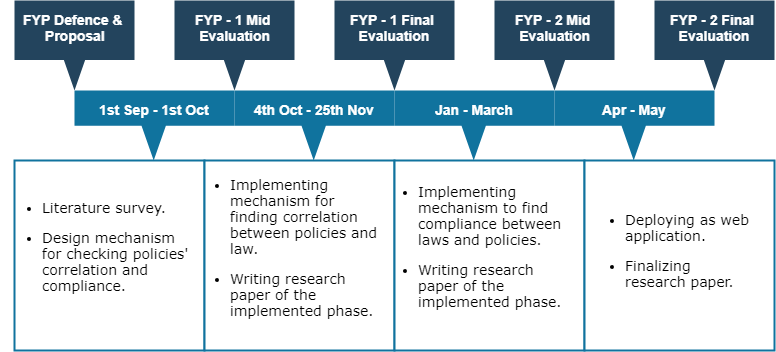 FYP Defence &
Proposal
FYP - 1 Mid
Evaluation
FYP - 1 Final
Evaluation
FYP - 2 Mid
Evaluation
FYP - 2 Final
Evaluation
1st Sep - 1st Oct
4th Oct - 25th Nov
Jan - March
Apr - May
• Literature survey.
• Design mechanism
for checking policies'
correlation and
compliance.
• Implementing
mechanism for
finding correlation
between policies and
law.
• Writing research
paper of the
implemented phase.
• Implementing
mechanism to find
compliance between
laws and policies.
• Writing research
paper of the
implemented phase.
• Deploying as web
application.
• Finalizing
research paper.